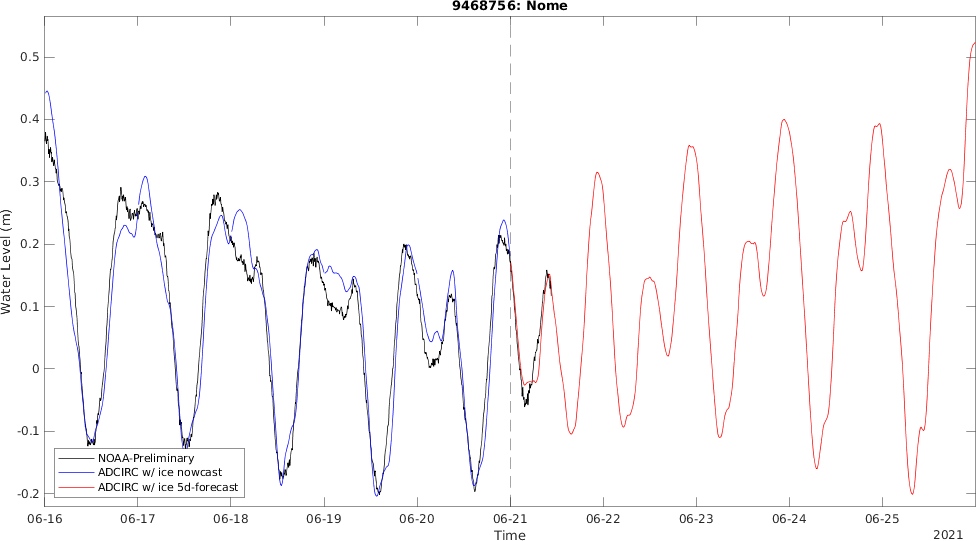 9468756: Nome
Water Level (m)
0.5
0.4
0.3
0.2
0.1
0
-0.1
-0.2
NOAA-Preliminary
ADCIRC w/ ice nowcast
ADCIRC w/ ice 5d-forecast
06-16 06-17 06-18 06-19 06-20 06-21 06-22 06-23 06-24 06-25
Time
2021